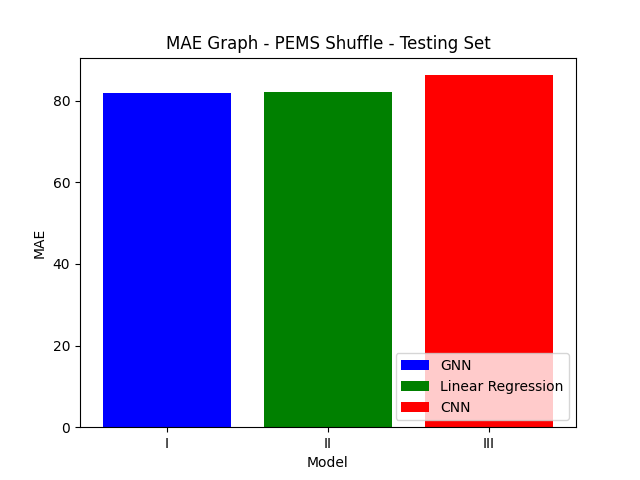 MAE Graph - PEMS Shuffle - Testing Set
MAE
80
60
40
20
0
I
II
III
Model
GNN
Linear Regression
CNN